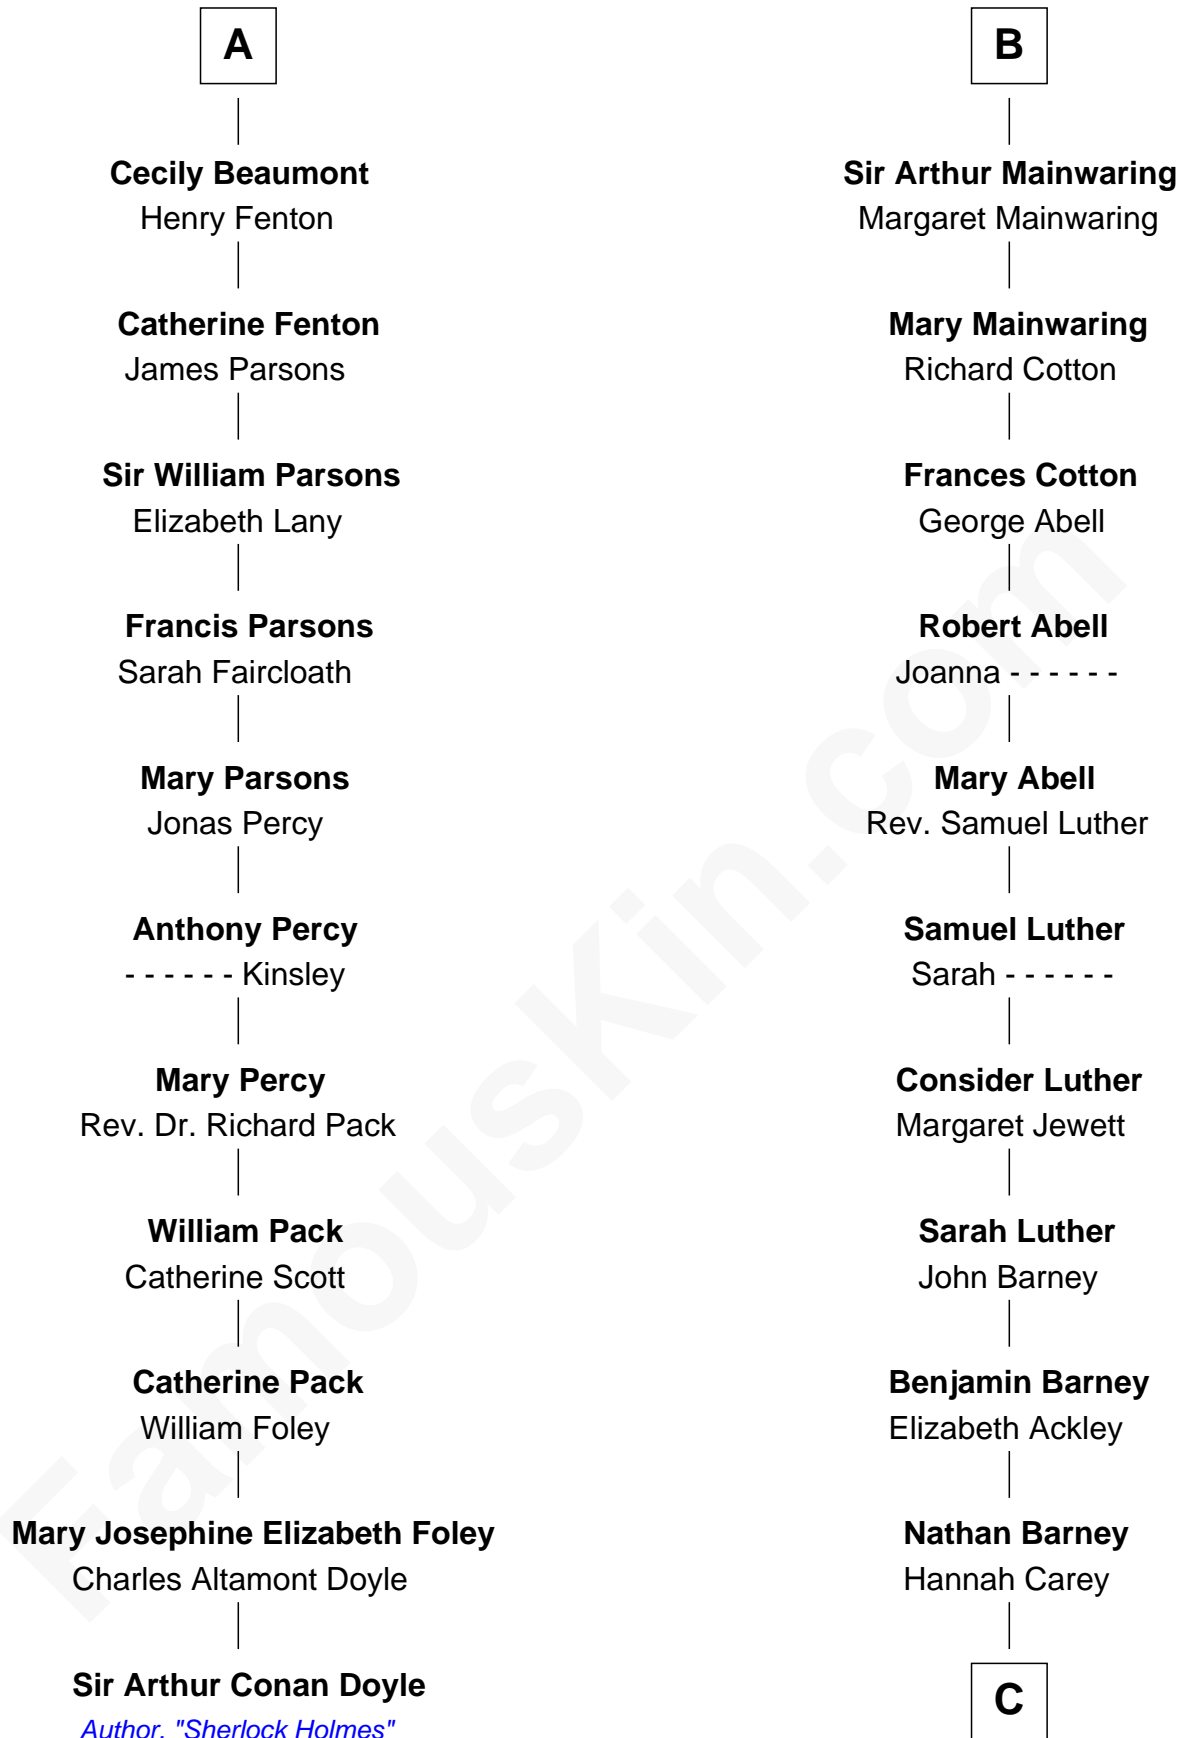 A
Cecily Beaumont
Henry Fenton
Catherine Fenton
James Parsons
Sir William Parsons
Elizabeth Lany
Francis Parsons
Sarah Faircloath
Mary Parsons
Jonas Percy
Anthony Percy
- - - - - - Kinsley
Mary Percy
Rev. Dr. Richard Pack
William Pack
Catherine Scott
Catherine Pack
William Foley
Mary Josephine Elizabeth Foley
Charles Altamont Doyle
Sir Arthur Conan Doyle
Author, "Sherlock Holmes"
B
Sir Arthur Mainwaring
Margaret Mainwaring
Mary Mainwaring
Richard Cotton
Frances Cotton
George Abell
Robert Abell
Joanna - - - - - -
Mary Abell
Rev. Samuel Luther
Samuel Luther
Sarah - - - - - -
Consider Luther
Margaret Jewett
Sarah Luther
John Barney
Benjamin Barney
Elizabeth Ackley
Nathan Barney
Hannah Carey
C
FamousKin.com